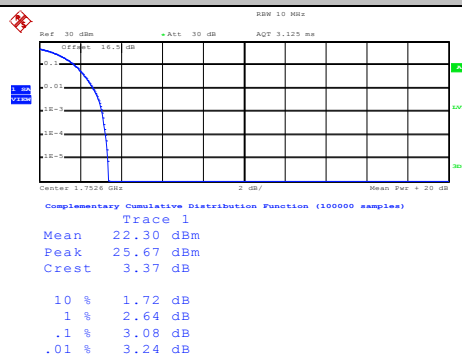 RBW 10 MHz
Ref 30 dBm Att 30 dB AQT 3.125 ms
Offset 16.5 dB
0.1
0.01
1E-3
1E-4
1E-5
1 SA
VIEW
A
LV
3D
Center 1.7526 GHz 2 dB/ Mean Pwr + 20 dB
Complementary Cumulative Distribution Function (100000 samples)
Trace 1
Mean 22.30 dBm
Peak 25.67 dBm
Crest 3.37 dB
10 % 1.72 dB
1 % 2.64 dB
.1 % 3.08 dB
.01 % 3.24 dB